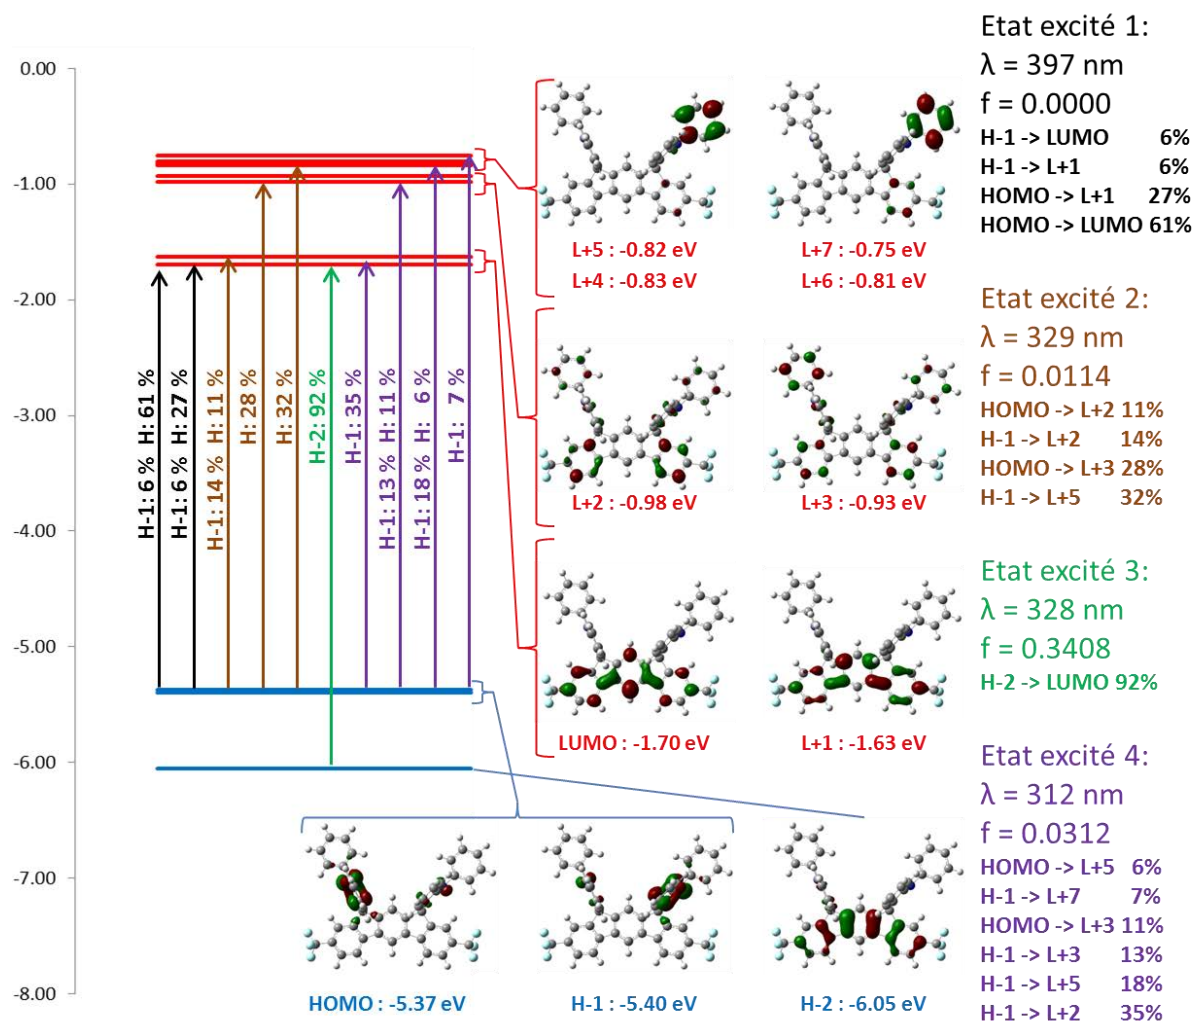 0.00
-1.00
-2.00
-3.00
-4.00
-5.00
-6.00
-7.00
-8.00
H-1: 6 % H: 61 %
H-1: 6 % H: 27 %
H-1: 14 % H: 11 %
H: 28 %
H: 32 %
H-2: 92 %
H-1: 35 %
H-1: 13 % H: 11 %
H-1: 18 % H: 6 %
H-1: 7 %
L+5 : -0.82 eV
L+4 : -0.83 eV
L+7 : -0.75 eV
L+6 : -0.81 eV
L+2 : -0.98 eV
L+3 : -0.93 eV
LUMO : -1.70 eV
L+1 : -1.63 eV
HOMO : -5.37 eV
H-1 : -5.40 eV
H-2 : -6.05 eV
Etat excité 1:
λ = 397 nm
f = 0.0000
H-1 -> LUMO 6%
H-1 -> L+1 6%
HOMO -> L+1 27%
HOMO -> LUMO 61%
Etat excité 2:
λ = 329 nm
f = 0.0114
HOMO -> L+2 11%
H-1 -> L+2 14%
HOMO -> L+3 28%
H-1 -> L+5 32%
Etat excité 3:
λ = 328 nm
f = 0.3408
H-2 -> LUMO 92%
Etat excité 4:
λ = 312 nm
f = 0.0312
HOMO -> L+5 6%
H-1 -> L+7 7%
HOMO -> L+3 11%
H-1 -> L+3 13%
H-1 -> L+5 18%
H-1 -> L+2 35%